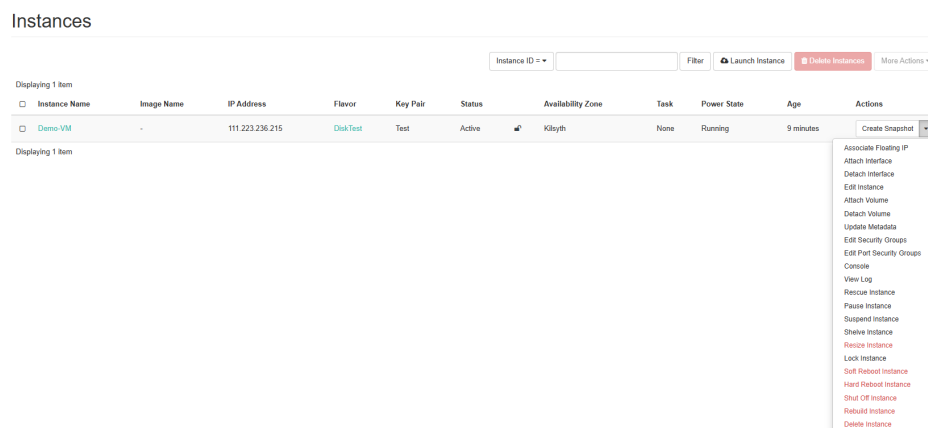 Instances
Instance ID = Filter Launch Instance Delete Instances More Actions
Displaying 1 item
Instance Name Image Name IP Address Flavor Key Pair Status Availability Zone Task Power State Age Actions
Demo-VM - 111.223.236.215 DiskTest Test Active Kilsyth None Running 9 minutes Create Snapshot
Displaying 1 item
Associate Floating IP
Attach Interface
Detach Interface
Edit Instance
Attach Volume
Detach Volume
Update Metadata
Edit Security Groups
Edit Port Security Groups
Console
View Log
Rescue Instance
Pause Instance
Suspend Instance
Shelve Instance
Resize Instance
Lock Instance
Soft Reboot Instance
Hard Reboot Instance
Shut Off Instance
Rebuild Instance
Delete Instance